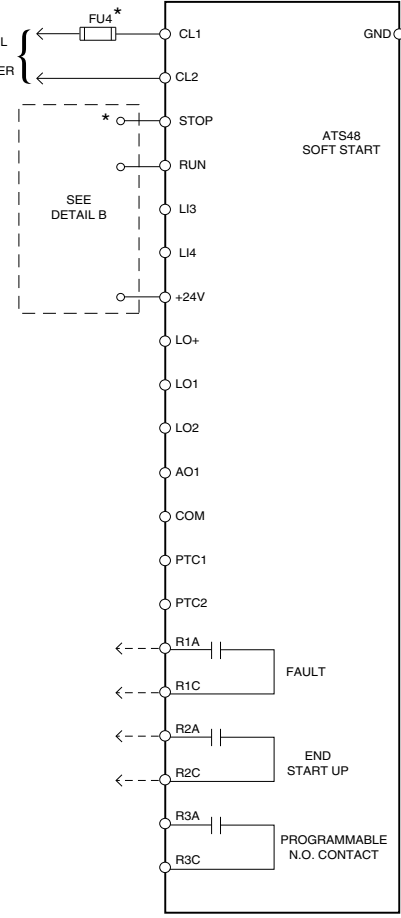 FU4*
CL1
GND
L
ER
CL2
* STOP
ATS48
SOFT START
RUN
SEE
DETAIL B
LI3
LI4
+24V
LO+
LO1
LO2
AO1
COM
PTC1
PTC2
R1A
FAULT
R1C
R2A
END
START UP
R2C
R3A
PROGRAMMABLE
N.O. CONTACT
R3C